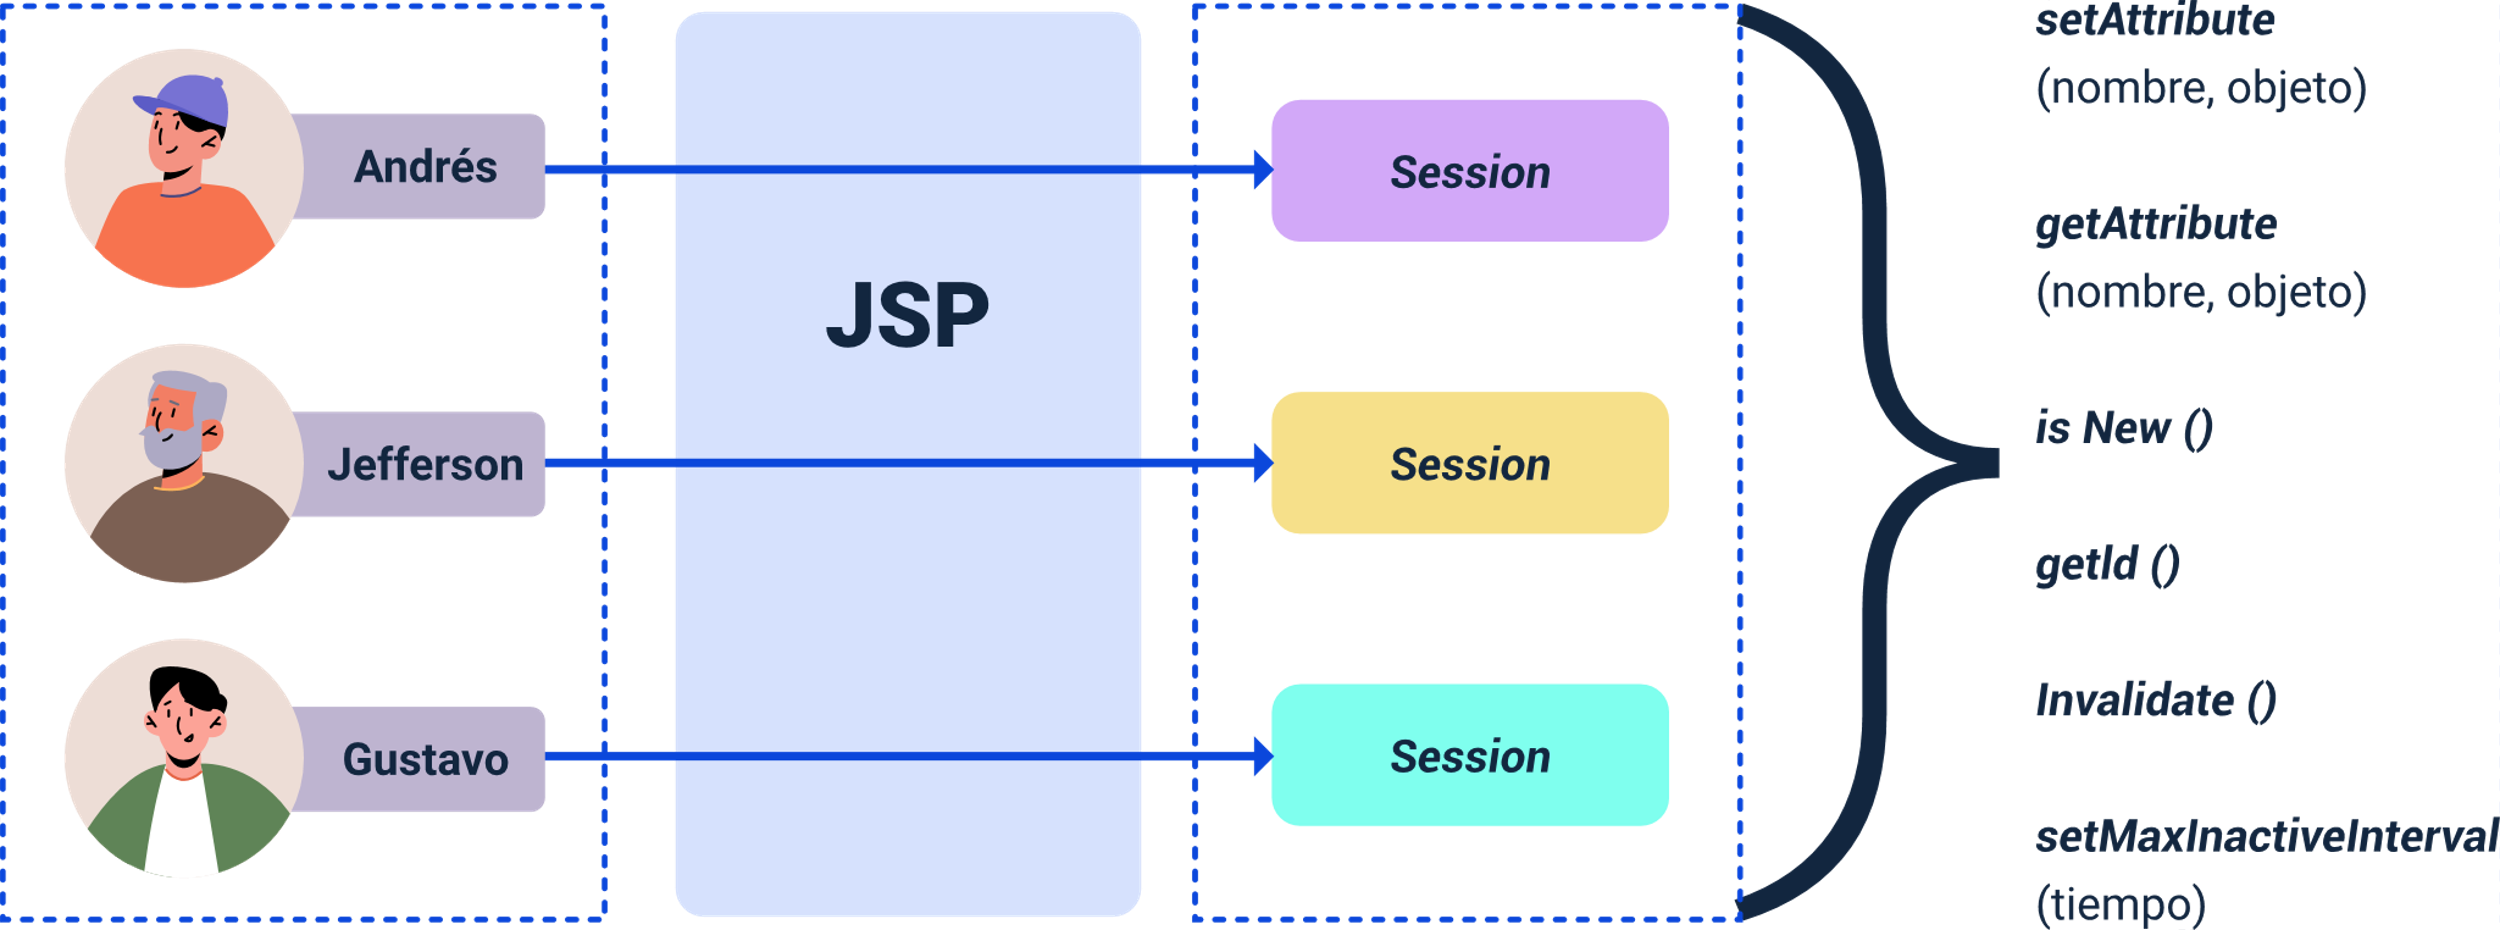 Andrés
Jefferson
Gustavo
JSP
Session
Session
Session
setAttribute
(nombre, objeto)
getAttribute
(nombre, objeto)
is New ()
getId ()
Invalidate ()
setMaxInactiveInterval
(tiempo)